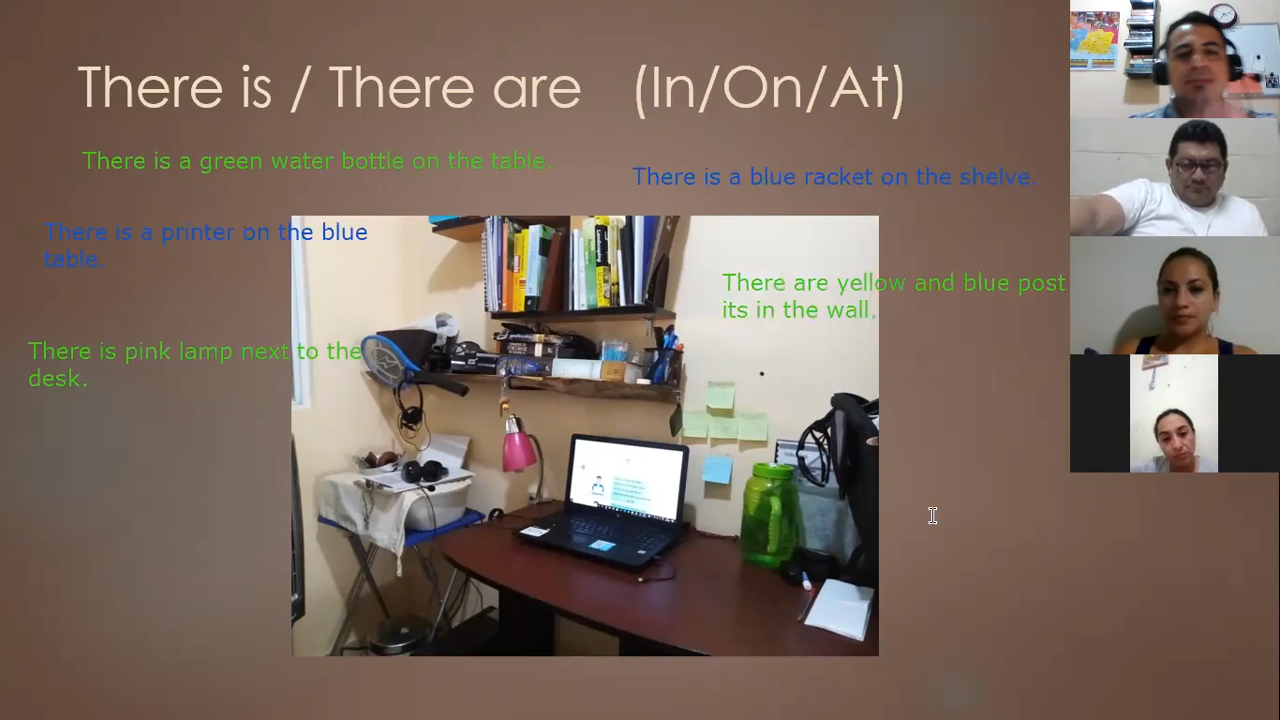 There is / There are (In/On/At)
There is a green water bottle on the table.
There is a blue racket on the shelve.
There is a printer on the blue
table.
There are yellow and blue post
its in the wall.
There is pink lamp next to the
desk.